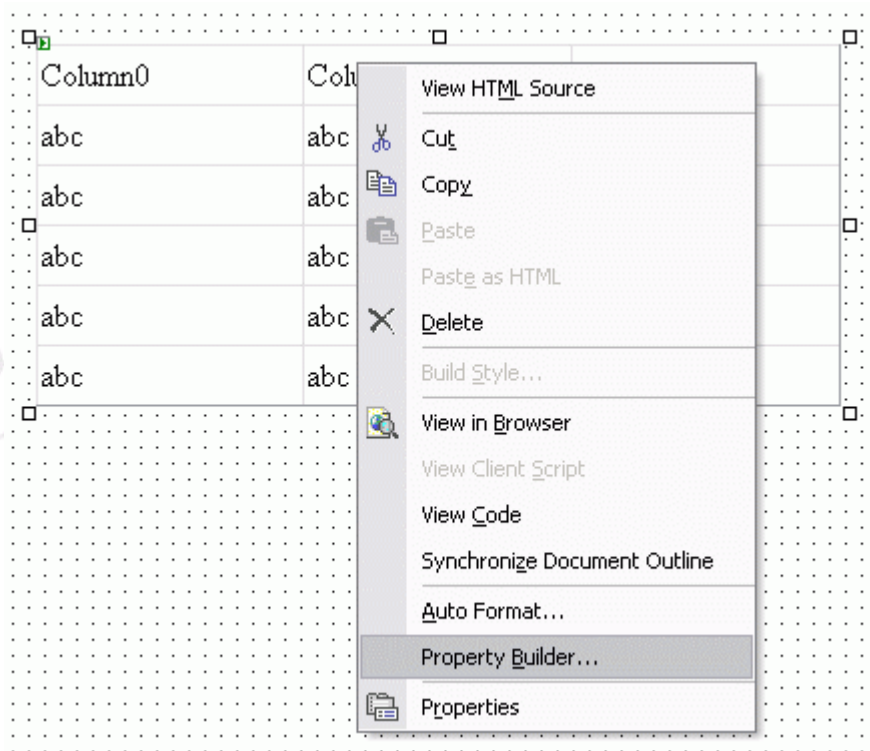 Column0 Colu
View HTML Source
abc abc Cut
Copy
abc abc
Paste
abc abc
Paste as HTML
abc abc Delete
abc abc Build Style...
View in Browser
View Client Script
View Code
Synchronize Document Outline
Auto Format...
Property Builder...
Properties